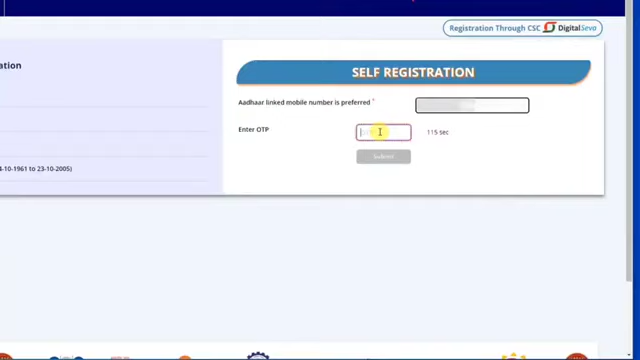 Registration Through CSC DigitalSeva
ation
SELF REGISTRATION
Aadhaar linked mobile number is preferred *
Enter OTP
115 sec
Submit
4-10-1961 to 23-10-2005)